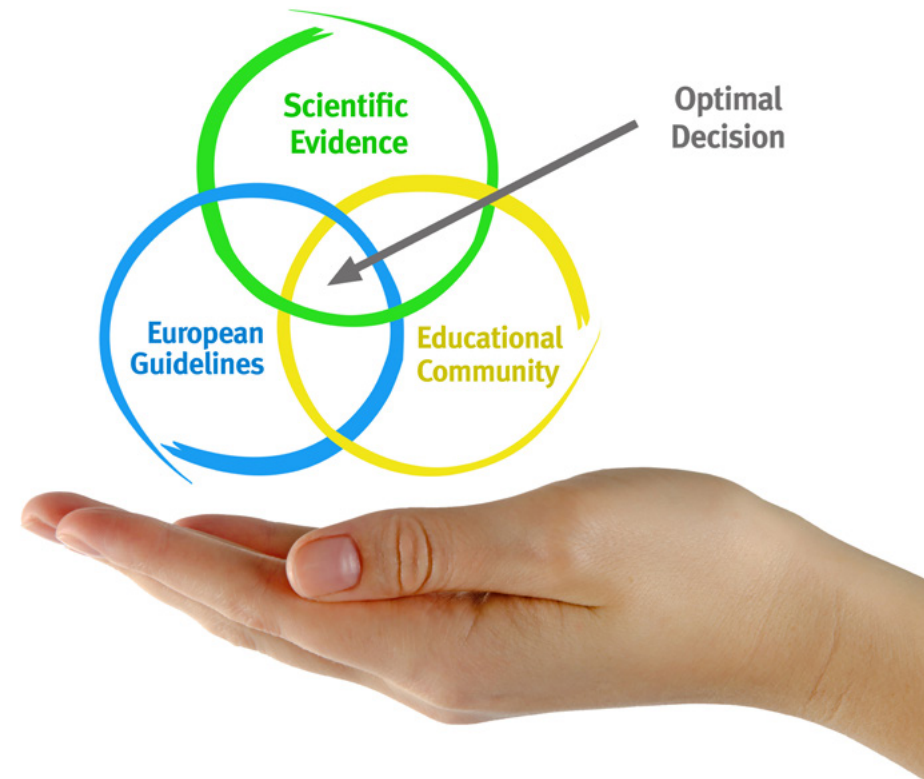 Scientific
Evidence
Optimal
Decision
European
Guidelines
Educational
Community